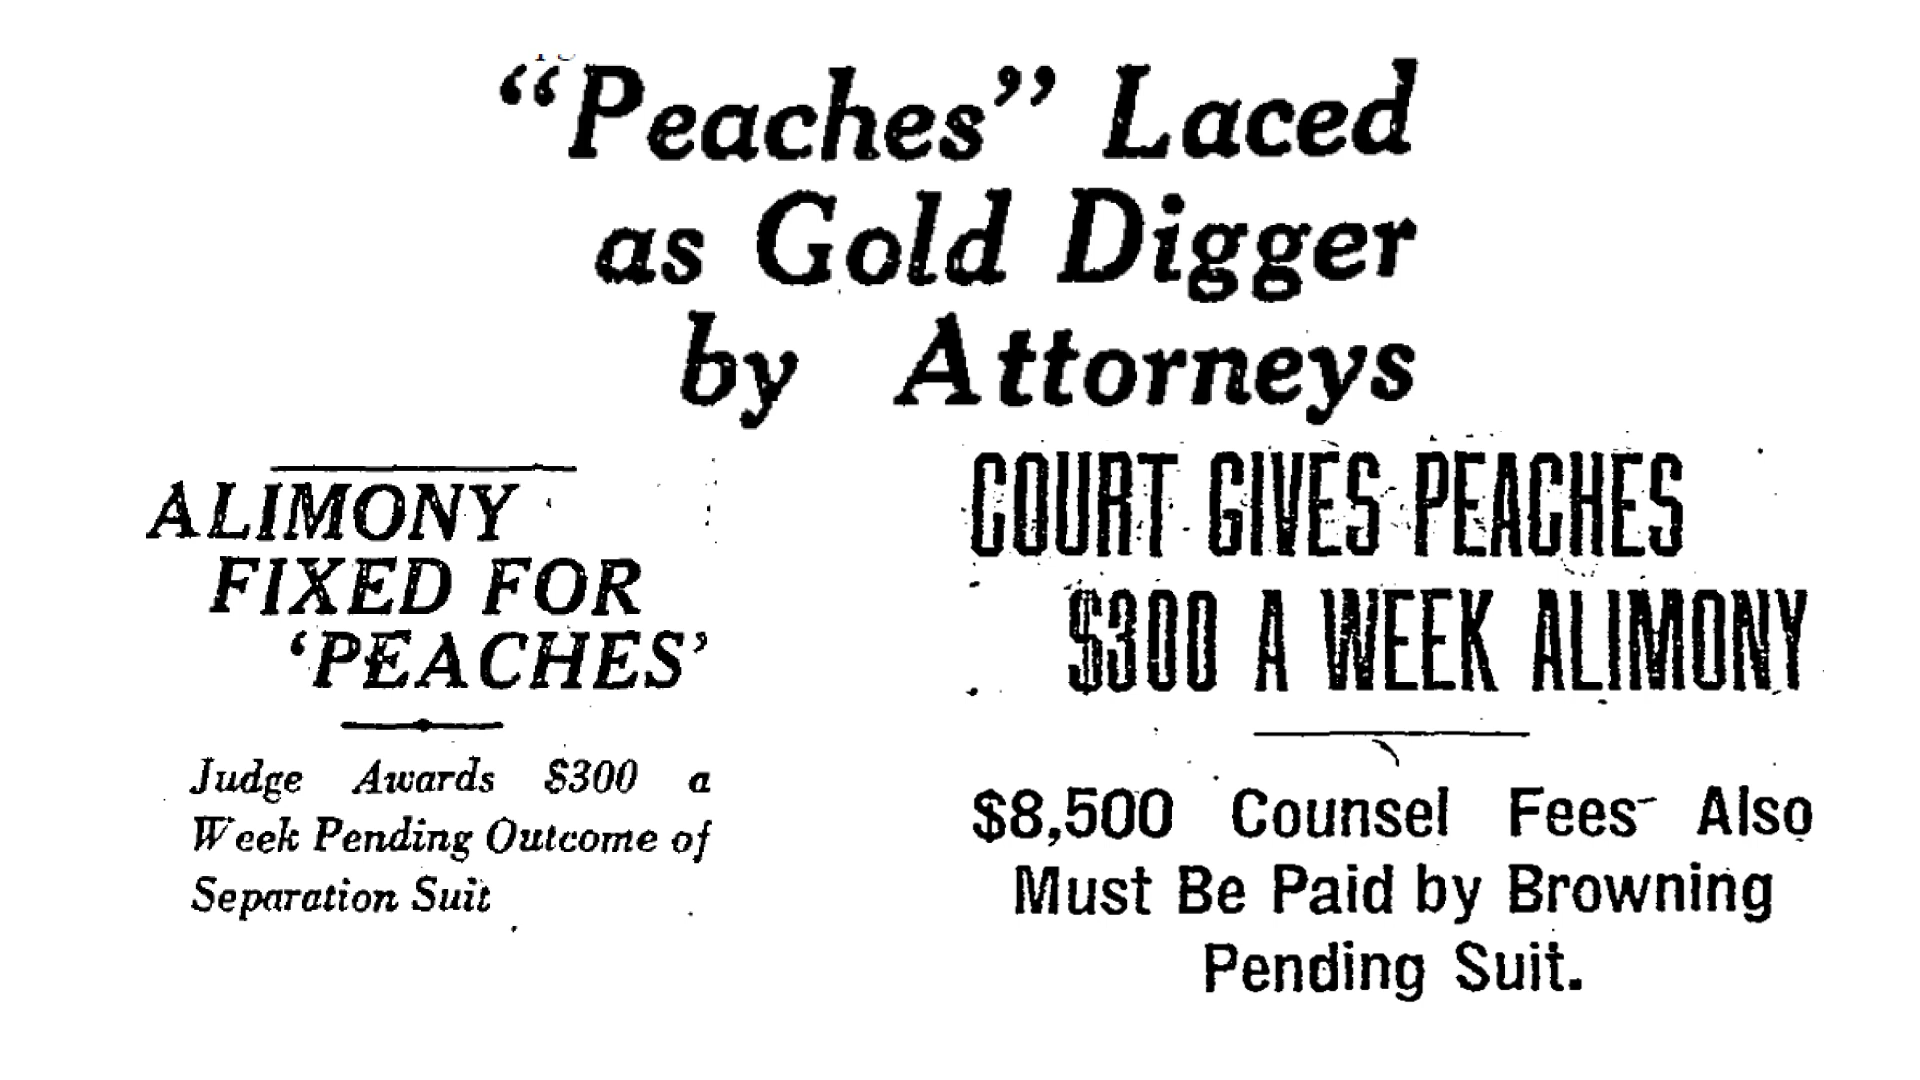 “Peaches” Laced
as Gold Digger
by Attorneys
ALIMONY
FIXED FOR
‘PEACHES’
Judge Awards $300 a
Week Pending Outcome of
Separation Suit
COURT GIVES PEACHES
$300 A WEEK ALIMONY
$8,500 Counsel Fees Also
Must Be Paid by Browning
Pending Suit.